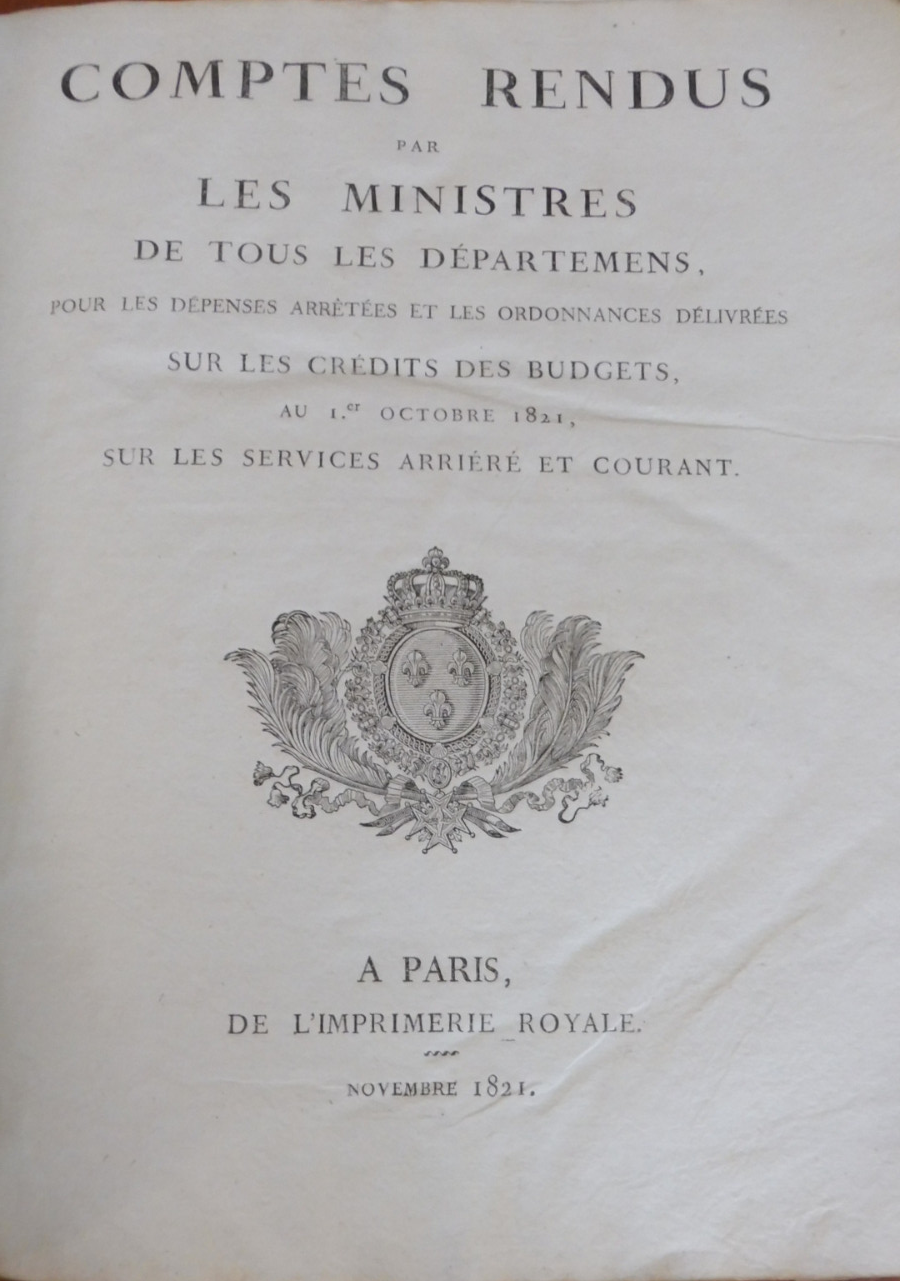 COMPTES RENDUS
PAR
LES MINISTRES
DE TOUS LES DÉPARTEMENS,
POUR LES DÉPENSES ARRÊTÉES ET LES ORDONNANCES DÉLIVRÉES
SUR LES CRÉDITS DES BUDGETS,
AU 1.er OCTOBRE 1821,
SUR LES SERVICES ARRIÉRÉ ET COURANT.
A PARIS,
DE L'IMPRIMERIE ROYALE.
NOVEMBRE 1821.